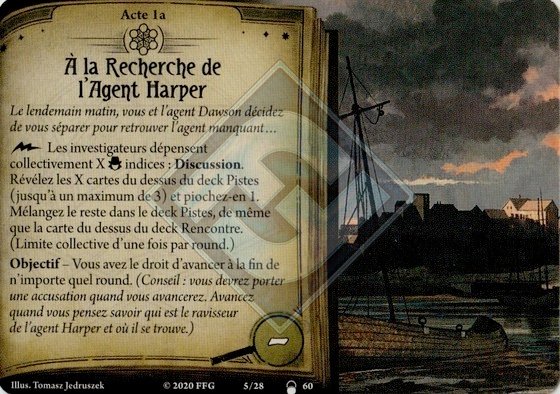 Acte 1a
À la Recherche de
l'Agent Harper
Le lendemain matin, vous et l'agent Dawson décidez
de vous séparer pour retrouver l'agent manquant…
Les investigateurs dépensent
collectivement X indices : Discussion.
Révélez les X cartes du dessus du deck Pistes
(jusqu'à un maximum de 3) et piochez-en 1.
Mélangez le reste dans le deck Pistes, de même
que la carte du dessus du deck Rencontre.
(Limite collective d'une fois par round.)
Objectif – Vous avez le droit d'avancer à la fin de
n'importe quel round. (Conseil : vous devrez porter
une accusation quand vous avancerez. Avancez
quand vous pensez savoir qui est le ravisseur
de l'agent Harper et où il se trouve.)
–
Illus. Tomasz Jedruszek © 2020 FFG 5/28 60